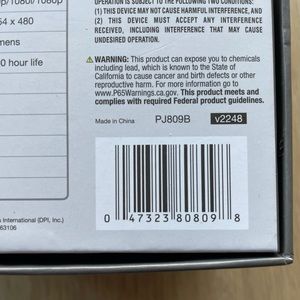 p/1080i/1080p
54 x 480
mens
0 hour life
OPERATION IS SUBJECT TO THE FOLLOWING TWO CONDITIONS:
(1) THIS DEVICE MAY NOT CAUSE HARMFUL INTERFERENCE, AND
(2) THIS DEVICE MUST ACCEPT ANY INTERFERENCE
RECEIVED, INCLUDING INTERFERENCE THAT MAY CAUSE
UNDESIRED OPERATION.
WARNING: This product can expose you to chemicals
including lead, which is known to the State of
California to cause cancer and birth defects or other
reproductive harm. For more information go to
www.P65Warnings.ca.gov. This product meets and
complies with required Federal product guidelines.
Made in China PJ809B v2248
International (DPI, Inc.)
63106
0 47323 80809 8